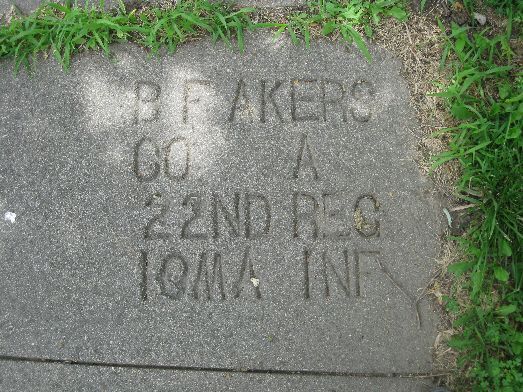 B F AKERS
CO A
22ND REG
IOWA INF